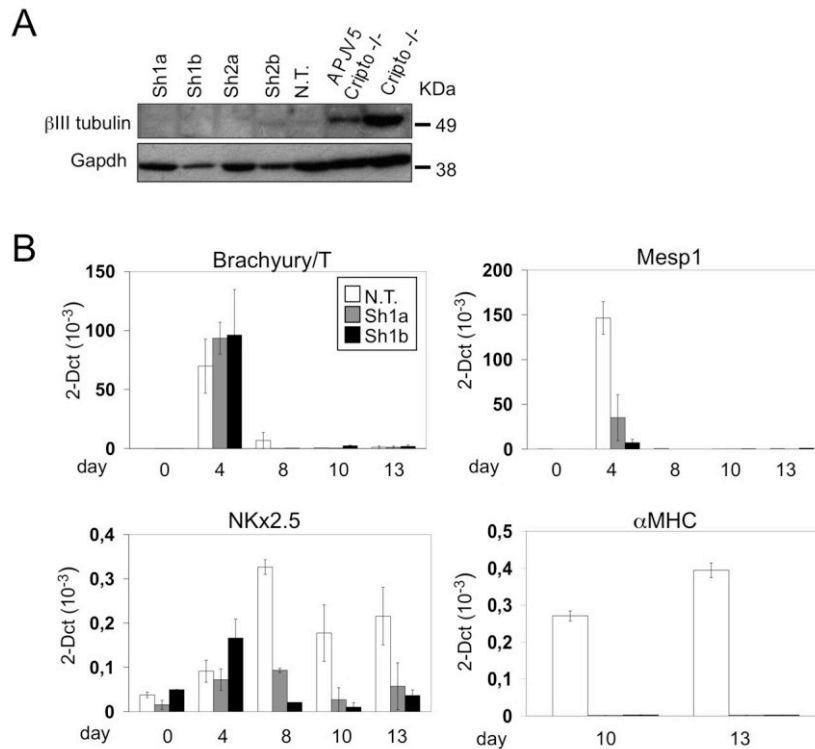 A
Sh1a Sh1b Sh2a Sh2b N.T. APJV5 Cripto -/- Cripto -/- KDa
βIII tubulin 49
Gapdh 38
B
Brachyury/T
2-Dct (10⁻³)
150
100
50
0
N.T.
Sh1a
Sh1b
day 0 4 8 10 13
Mesp1
2-Dct (10⁻³)
200
150
100
50
0
day 0 4 8 10 13
NKx2.5
2-Dct (10⁻³)
0,4
0,3
0,2
0,1
0
day 0 4 8 10 13
αMHC
2-Dct (10⁻³)
0,5
0,4
0,3
0,2
0,1
0
day 10 13